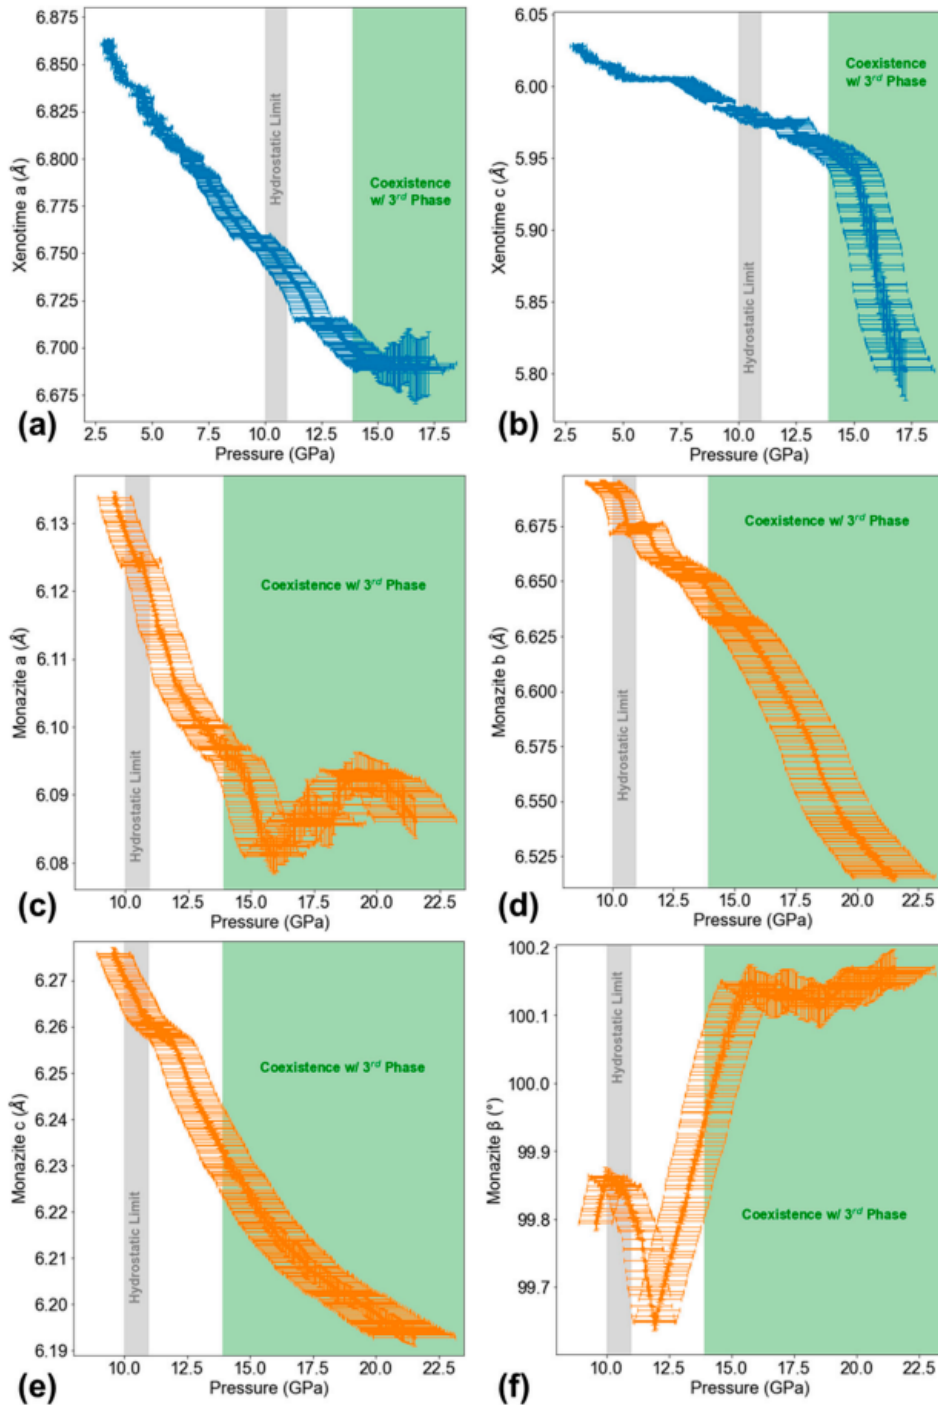 6.875
6.850
6.825
6.800
6.775
6.750
6.725
6.700
6.675
Xenotime a (Å)
Hydrostatic Limit
Coexistence
w/ 3rd Phase
2.5 5.0 7.5 10.0 12.5 15.0 17.5
Pressure (GPa)
(a)
6.05
6.00
5.95
5.90
5.85
5.80
Xenotime c (Å)
Hydrostatic Limit
Coexistence
w/ 3rd Phase
2.5 5.0 7.5 10.0 12.5 15.0 17.5
Pressure (GPa)
(b)
6.13
6.12
6.11
6.10
6.09
6.08
Monazite a (Å)
Hydrostatic Limit
Coexistence w/ 3rd Phase
10.0 12.5 15.0 17.5 20.0 22.5
Pressure (GPa)
(c)
6.675
6.650
6.625
6.600
6.575
6.550
6.525
Monazite b (Å)
Hydrostatic Limit
Coexistence w/ 3rd Phase
10.0 12.5 15.0 17.5 20.0 22.5
Pressure (GPa)
(d)
6.27
6.26
6.25
6.24
6.23
6.22
6.21
6.20
6.19
Monazite c (Å)
Hydrostatic Limit
Coexistence w/ 3rd Phase
10.0 12.5 15.0 17.5 20.0 22.5
Pressure (GPa)
(e)
100.2
100.1
100.0
99.9
99.8
99.7
Monazite β (°)
Hydrostatic Limit
Coexistence w/ 3rd Phase
10.0 12.5 15.0 17.5 20.0 22.5
Pressure (GPa)
(f)